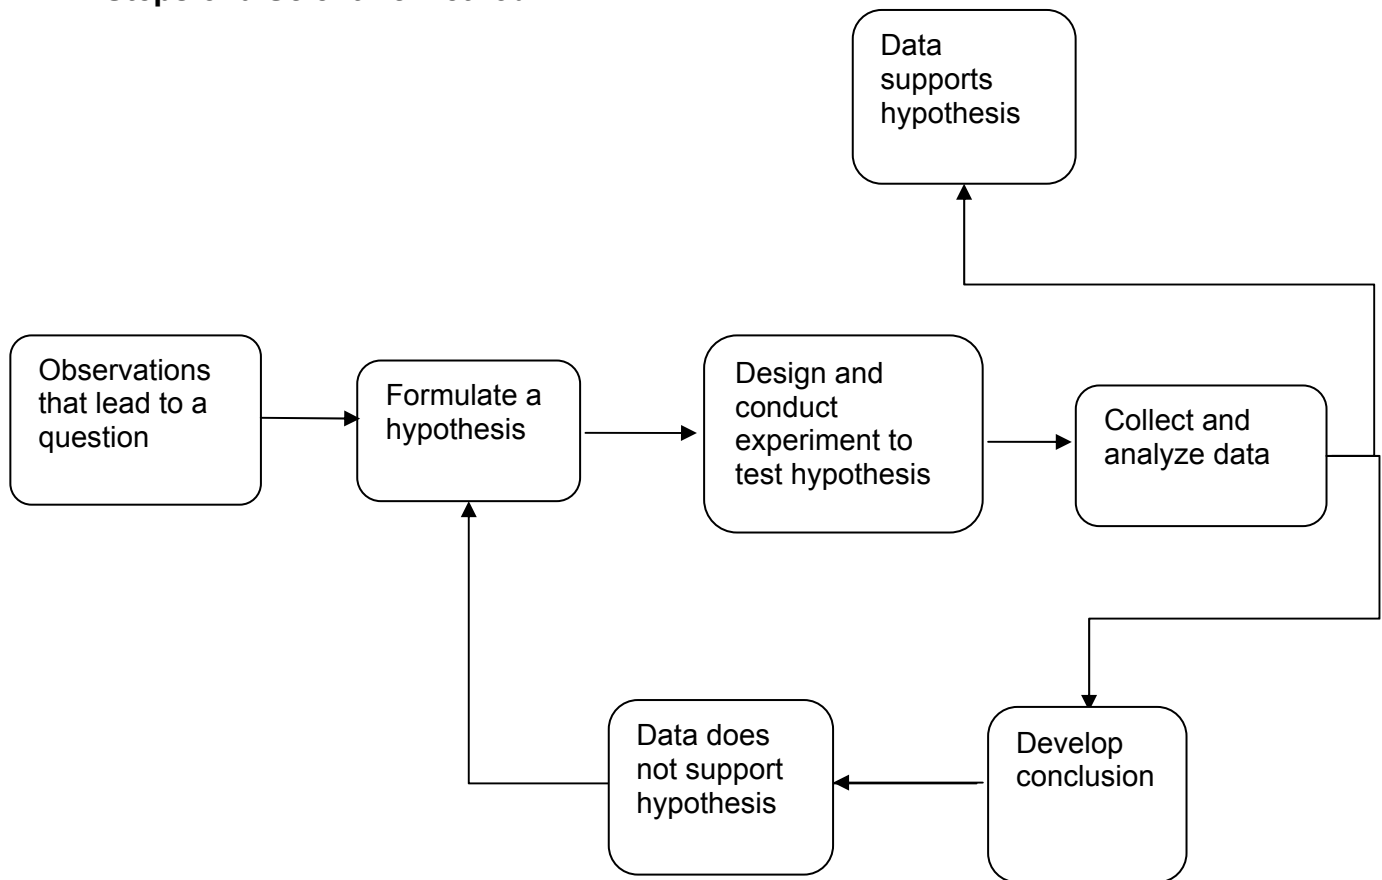 Data
supports
hypothesis
Observations
that lead to a
question
Formulate a
hypothesis
Design and
conduct
experiment to
test hypothesis
Collect and
analyze data
Data does
not support
hypothesis
Develop
conclusion